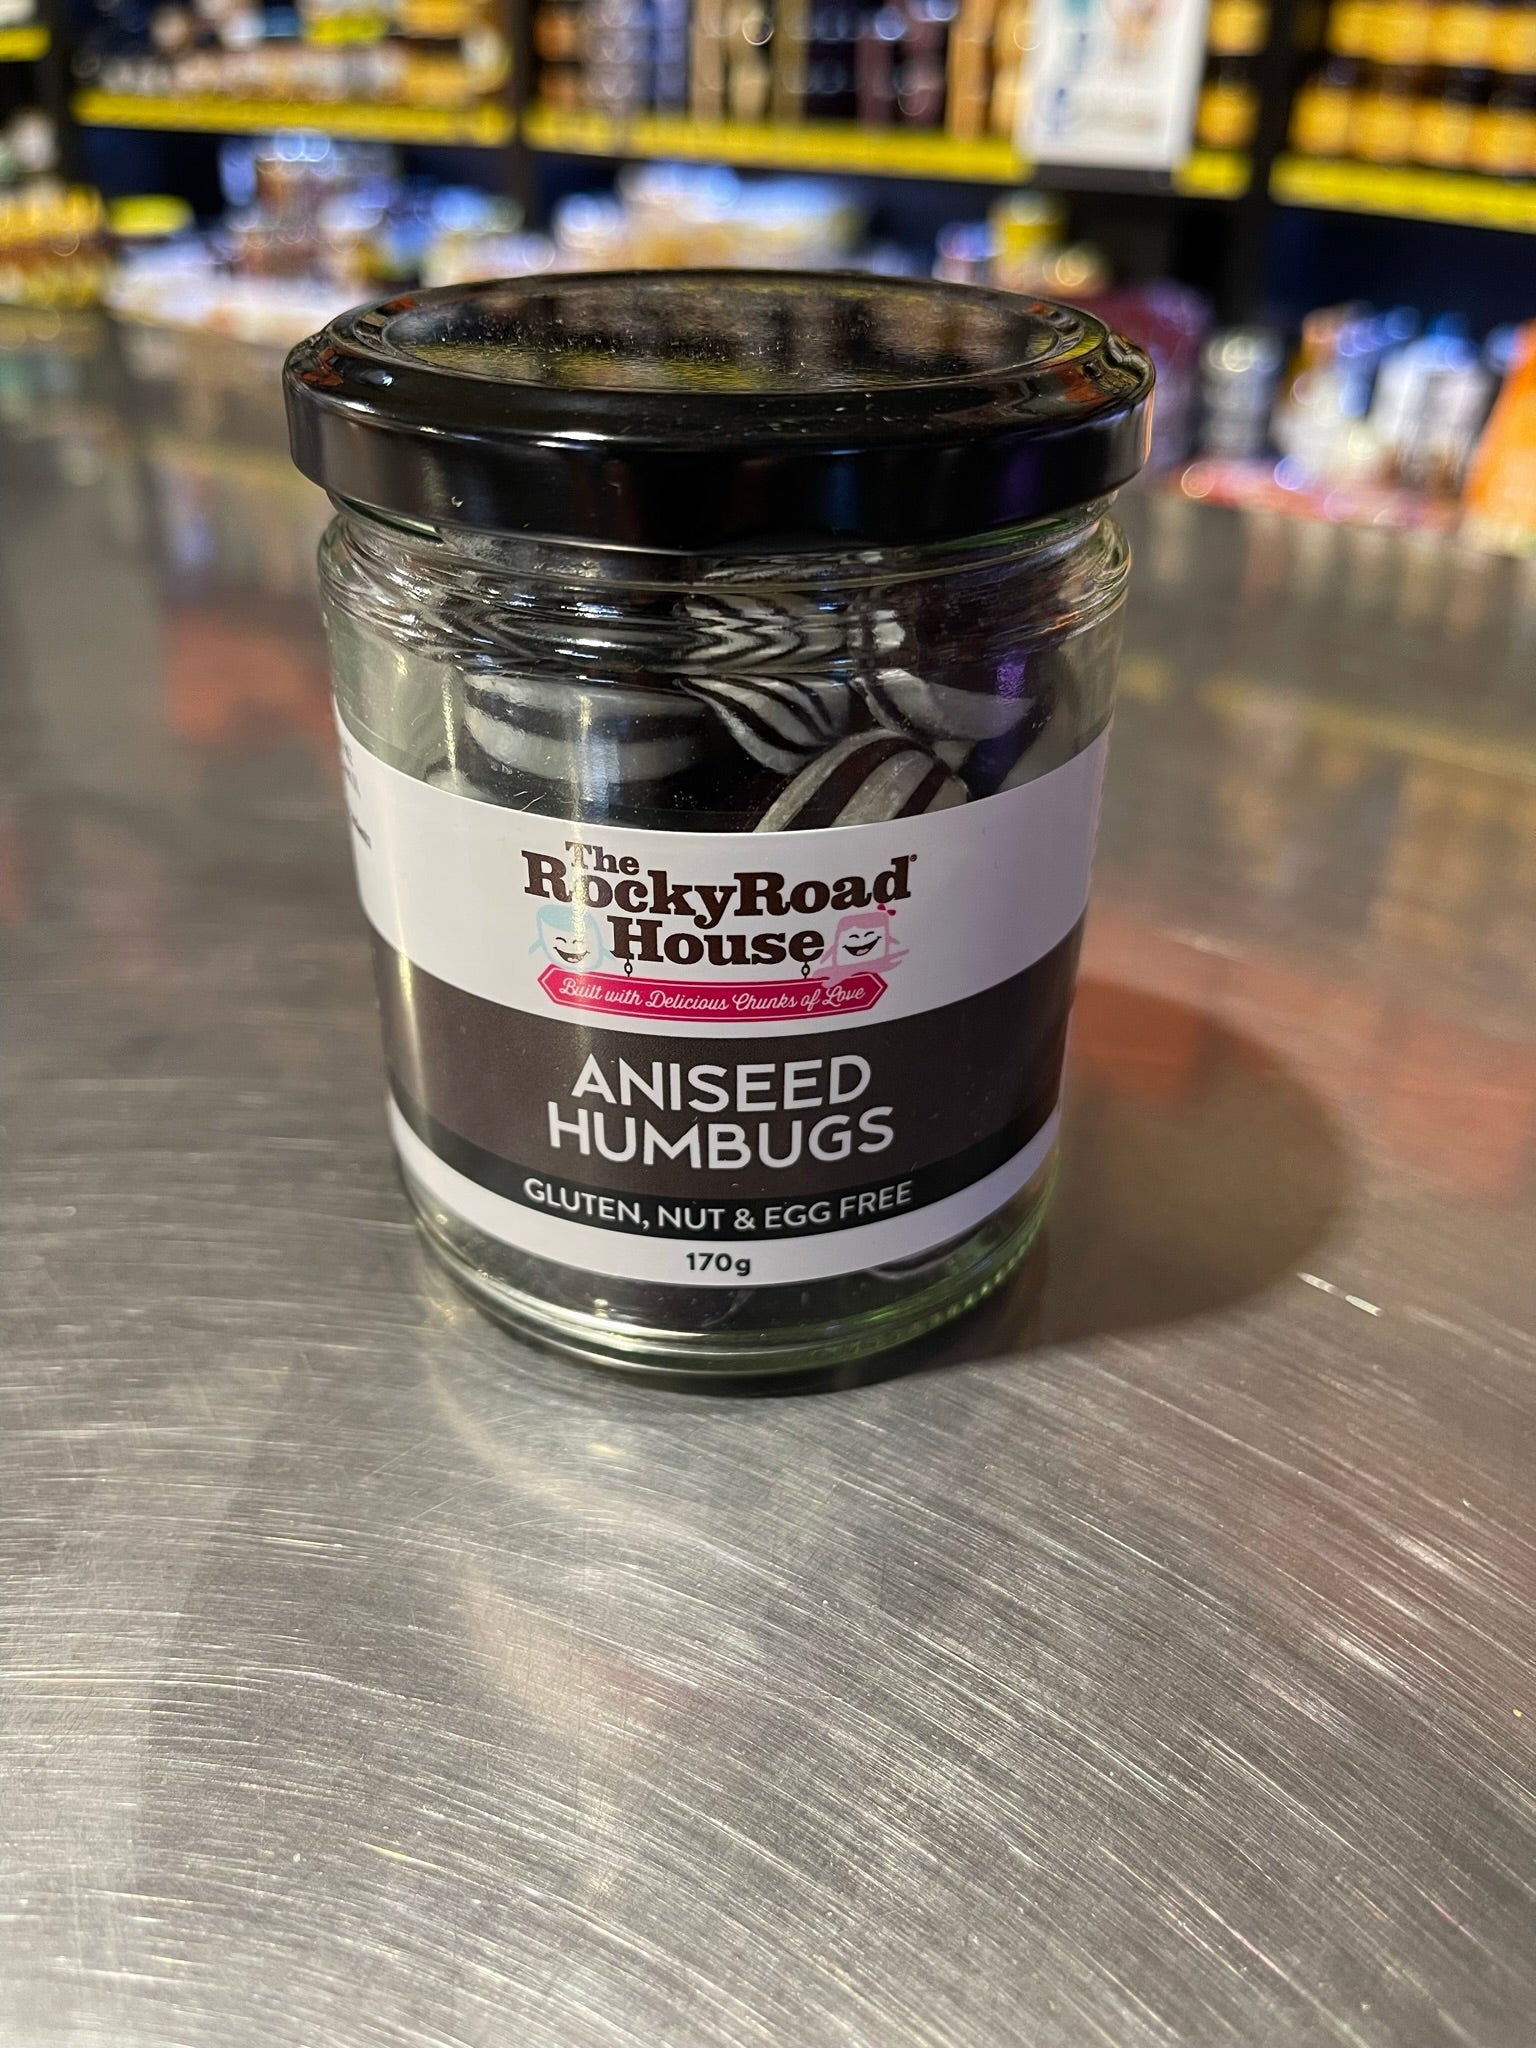 The
RockyRoad®
House
Built with Delicious Chunks of Love
ANISEED
HUMBUGS
GLUTEN, NUT & EGG FREE
170g